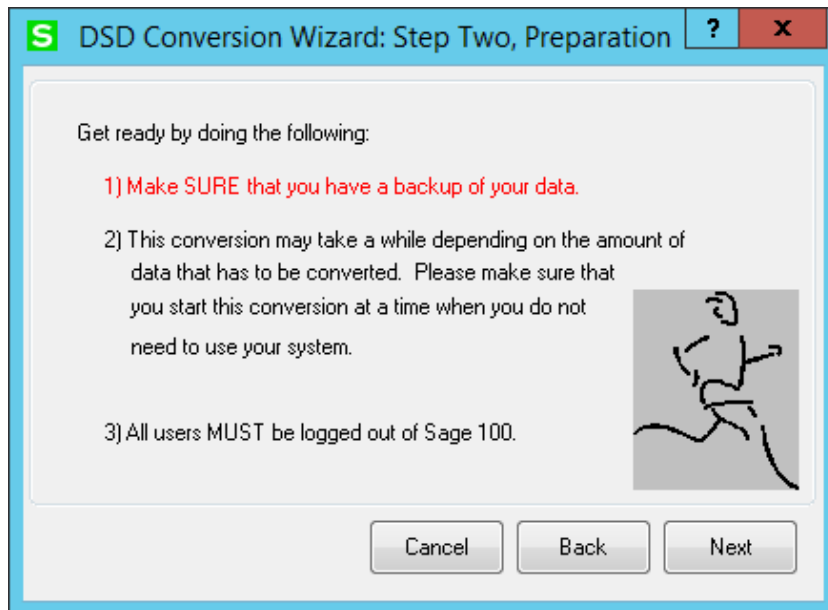 S DSD Conversion Wizard: Step Two, Preparation ? x
Get ready by doing the following:
1) Make SURE that you have a backup of your data.
2) This conversion may take a while depending on the amount of
data that has to be converted. Please make sure that
you start this conversion at a time when you do not
need to use your system.
3) All users MUST be logged out of Sage 100.
Cancel Back Next